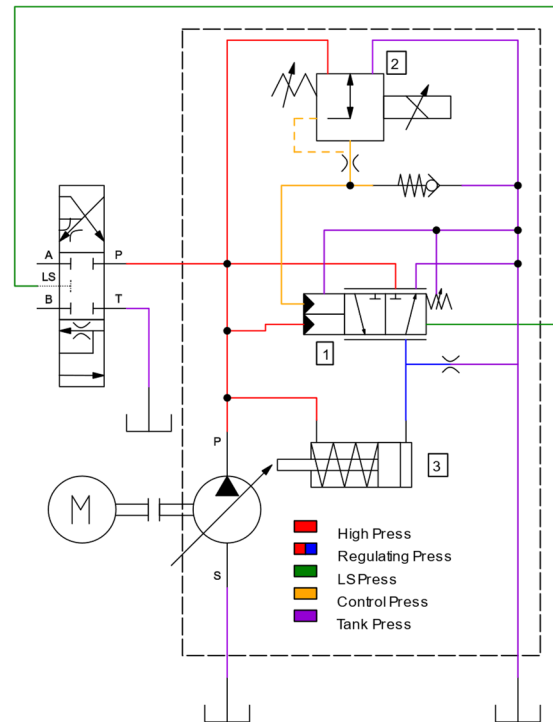 2
A
P
LS
B
T
1
P
3
M
High Press
Regulating Press
LS Press
S
Control Press
Tank Press